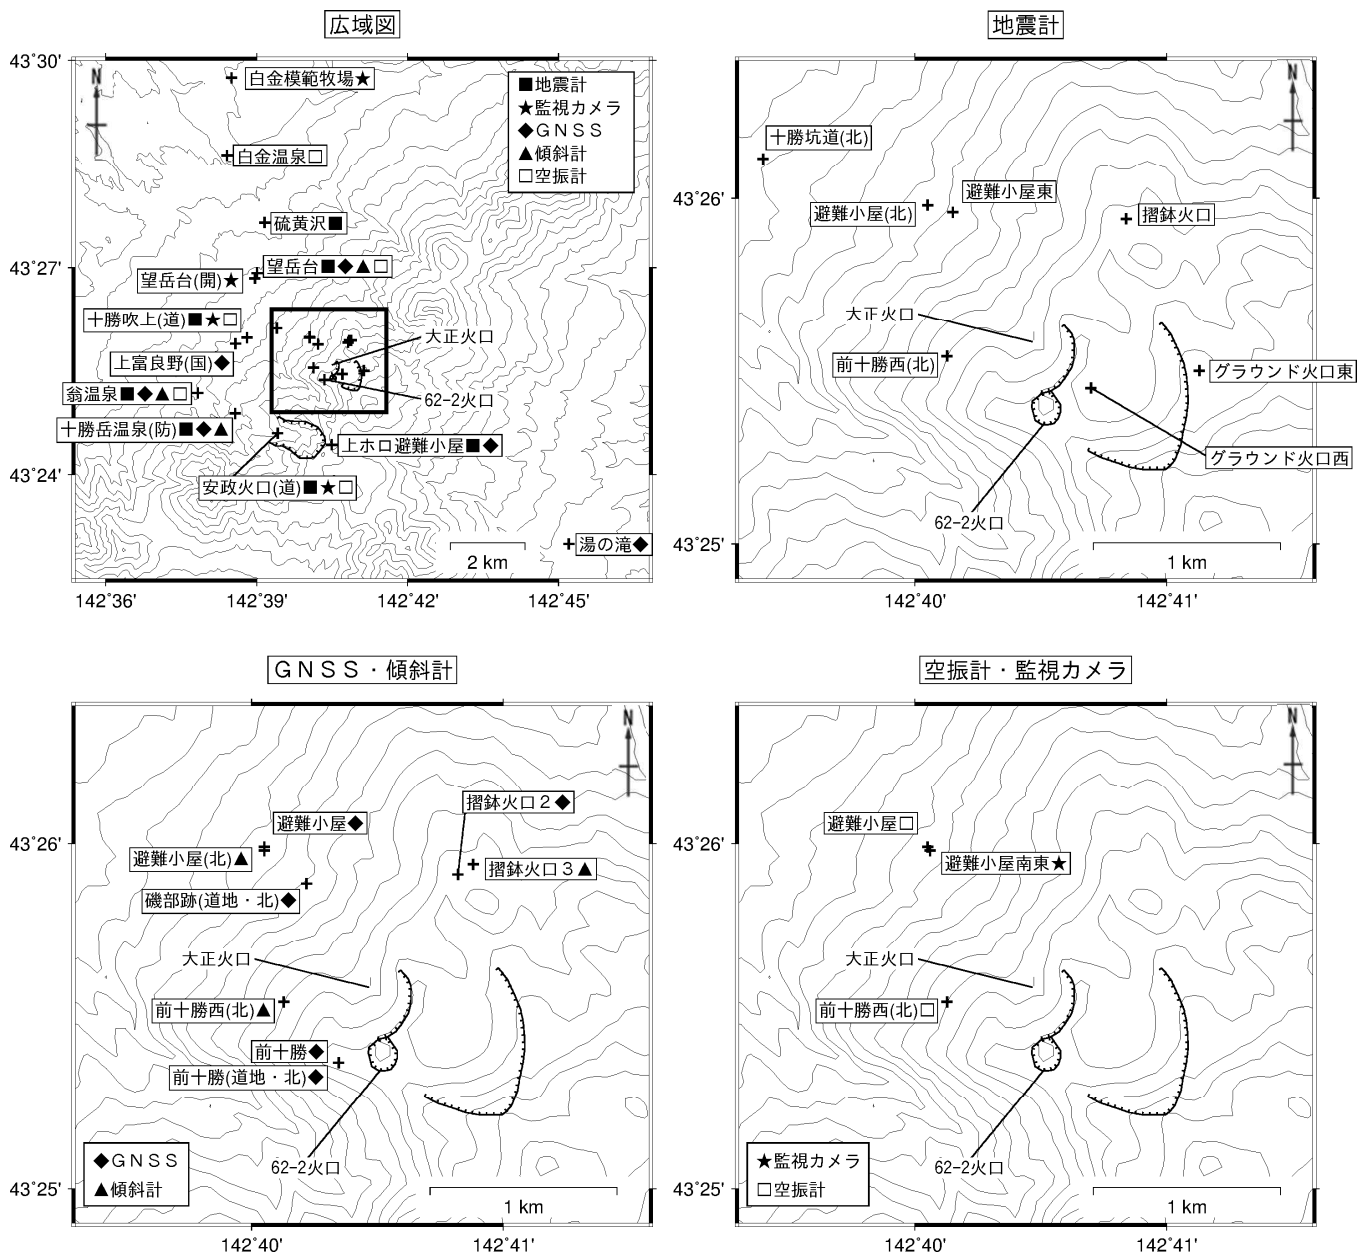 広域図
43°30'
43°27'
43°24'
142°36'
142°39'
142°42'
142°45'
N
■地震計
★監視カメラ
◆GNSS
▲傾斜計
□空振計
白金模範牧場★
白金温泉□
硫黄沢■
望岳台■◆▲□
望岳台(開)★
十勝吹上(道)■★□
大正火口
上富良野(国)◆
翁温泉■◆▲□
62-2火口
十勝岳温泉(防)■◆▲
上ホロ避難小屋■◆
安政火口(道)■★□
湯の滝◆
2 km
地震計
N
十勝坑道(北)
43°26'
避難小屋東
避難小屋(北)
摺鉢火口
大正火口
前十勝西(北)
グラウンド火口東
グラウンド火口西
62-2火口
43°25'
1 km
142°40'
142°41'
GNSS・傾斜計
N
摺鉢火口2◆
避難小屋◆
43°26'
避難小屋(北)▲
摺鉢火口3▲
磯部跡(道地・北)◆
大正火口
前十勝西(北)▲
前十勝◆
前十勝(道地・北)◆
62-2火口
◆GNSS
▲傾斜計
43°25'
1 km
142°40'
142°41'
空振計・監視カメラ
N
避難小屋□
43°26'
避難小屋南東★
大正火口
前十勝西(北)□
62-2火口
★監視カメラ
□空振計
43°25'
1 km
142°40'
142°41'